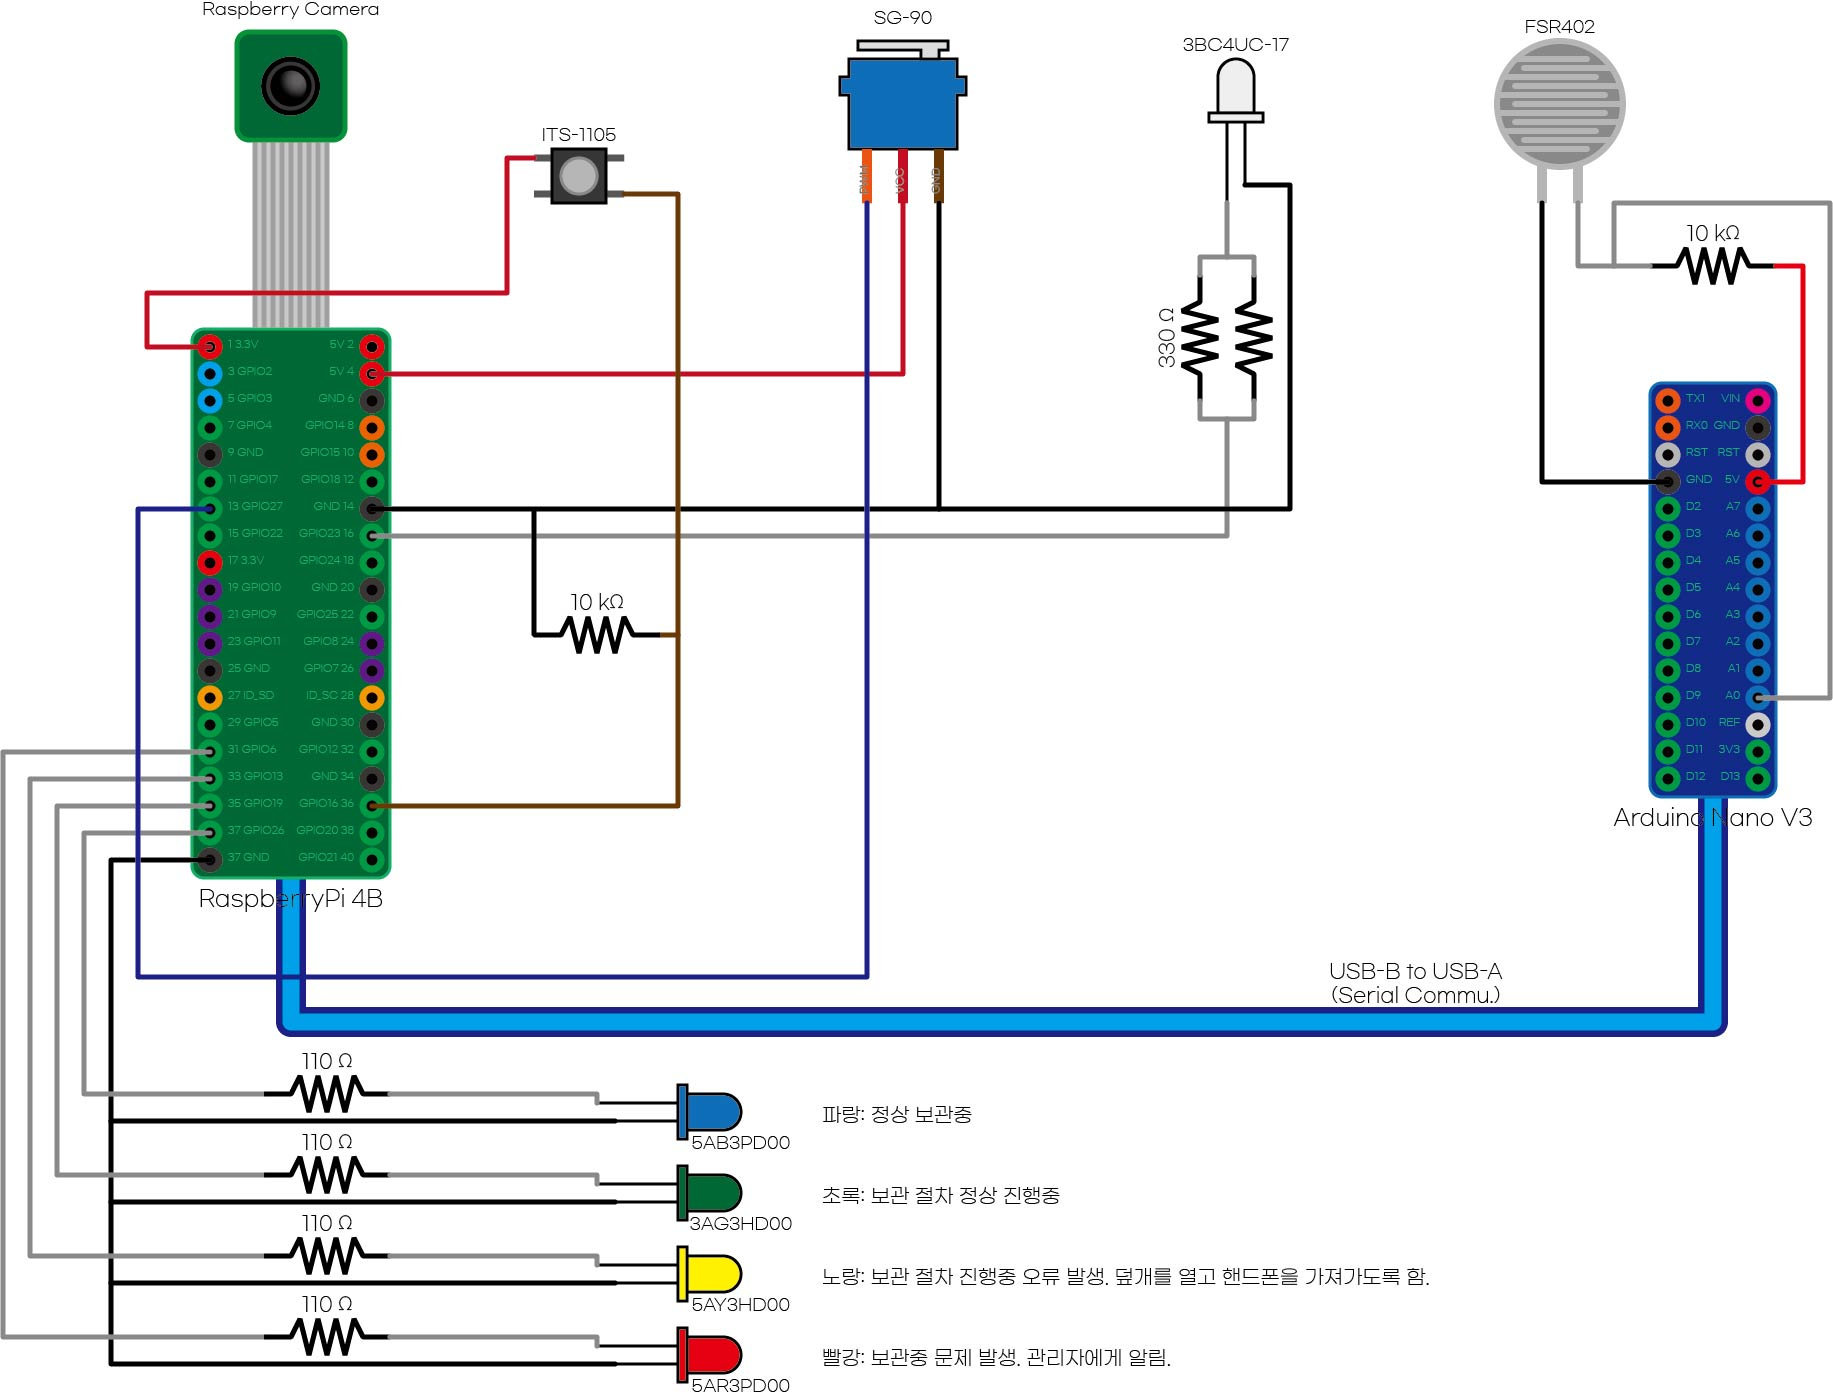 Raspberry Camera
SG-90
3BC4UC-17
FSR402
ITS-1105
PWM
VCC
GND
10 kΩ
330 Ω
1 3.3V 5V 2
3 GPIO2 5V 4
5 GPIO3 GND 6
7 GPIO4 GPIO14 8
9 GND GPIO15 10
11 GPIO17 GPIO18 12
13 GPIO27 GND 14
15 GPIO22 GPIO23 16
17 3.3V GPIO24 18
19 GPIO10 GND 20
21 GPIO9 GPIO25 22
23 GPIO11 GPIO8 24
25 GND GPIO7 26
27 ID_SD ID_SC 28
29 GPIO5 GND 30
31 GPIO6 GPIO12 32
33 GPIO13 GND 34
35 GPIO19 GPIO16 36
37 GPIO26 GPIO20 38
37 GND GPIO21 40
RaspberryPi 4B
10 kΩ
TX1 VIN
RX0 GND
RST RST
GND 5V
D2 A7
D3 A6
D4 A5
D5 A4
D6 A3
D7 A2
D8 A1
D9 A0
D10 REF
D11 3V3
D12 D13
Arduino Nano V3
USB-B to USB-A
(Serial Commu.)
110 Ω
5AB3PD00
파랑: 정상 보관중
110 Ω
3AG3HD00
초록: 보관 절차 정상 진행중
110 Ω
5AY3HD00
노랑: 보관 절차 진행중 오류 발생. 덮개를 열고 핸드폰을 가져가도록 함.
110 Ω
5AR3PD00
빨강: 보관중 문제 발생. 관리자에게 알림.